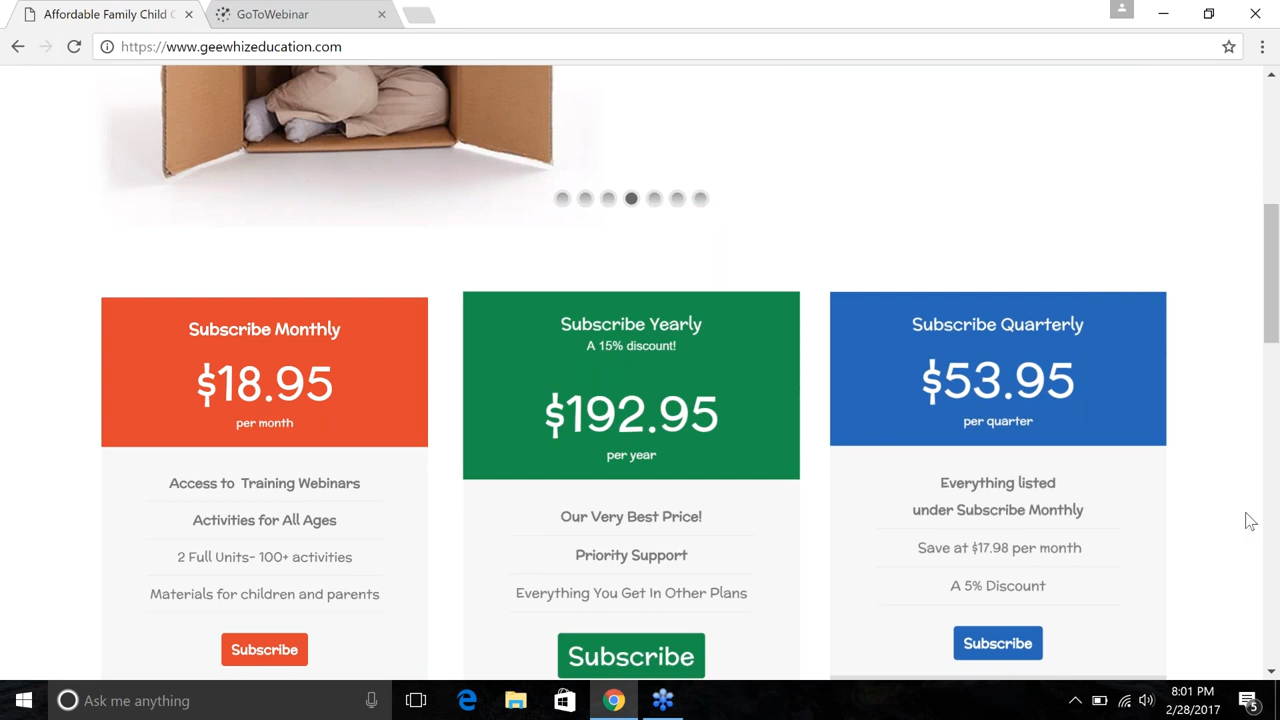 Affordable Family Child C
GoToWebinar
https://www.geewhizeducation.com
Subscribe Monthly
$18.95
per month
Access to Training Webinars
Activities for All Ages
2 Full Units- 100+ activities
Materials for children and parents
Subscribe
Subscribe Yearly
A 15% discount!
$192.95
per year
Our Very Best Price!
Priority Support
Everything You Get In Other Plans
Subscribe
Subscribe Quarterly
$53.95
per quarter
Everything listed
under Subscribe Monthly
Save at $17.98 per month
A 5% Discount
Subscribe
Ask me anything
8:01 PM
2/28/2017
5